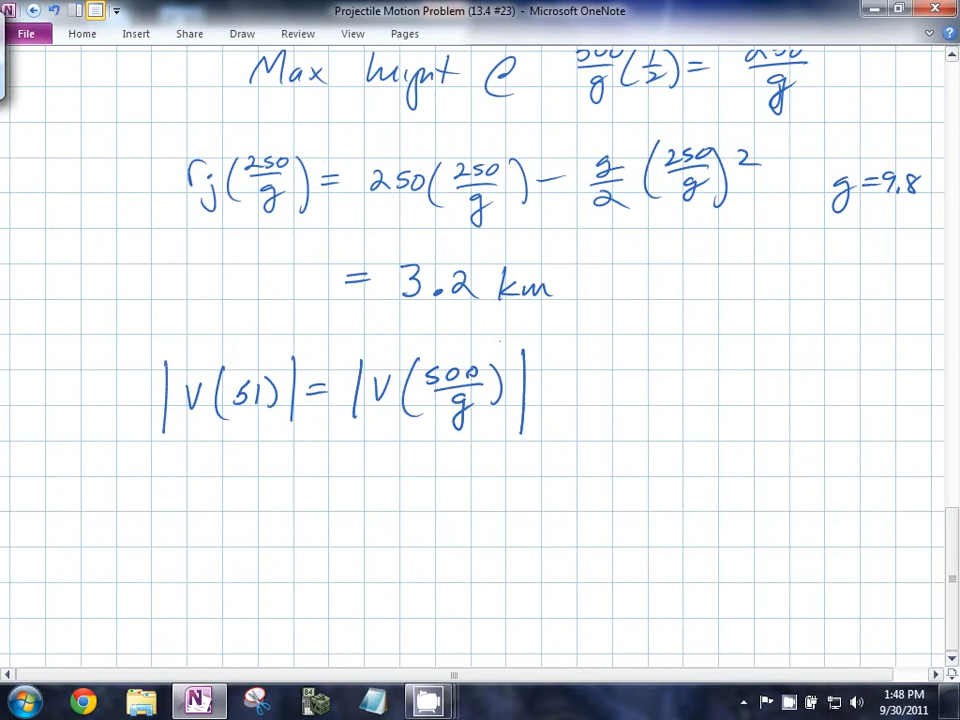 Projectile Motion Problem (13.4 #23) - Microsoft OneNote
File Home Insert Share Draw Review View Pages
Max height @ 500/g (1/2) = 250/g
rj(250/g) = 250(250/g) - g/2 (250/g)2 g=9.8
= 3.2 km
|v(51)| = |v(500/g)|
1:48 PM
9/30/2011